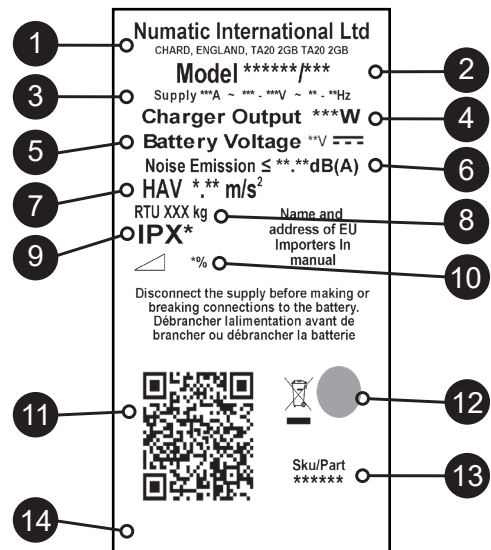 Numatic International Ltd
CHARD, ENGLAND, TA20 2GB TA20 2GB
1
Model ******/***
2
Supply ***A ~ *** - ***V ~ ** - **Hz
3
Charger Output ***W
4
Battery Voltage **V
5
Noise Emission ≤ **.**dB(A)
6
HAV *.** m/s²
7
RTU XXX kg
8
IPX*
9
Name and
address of EU
Importers In
manual
*%
10
Disconnect the supply before making or
breaking connections to the battery.
Débrancher lalimentation avant de
brancher ou débrancher la batterie
11
12
Sku/Part
******
13
14